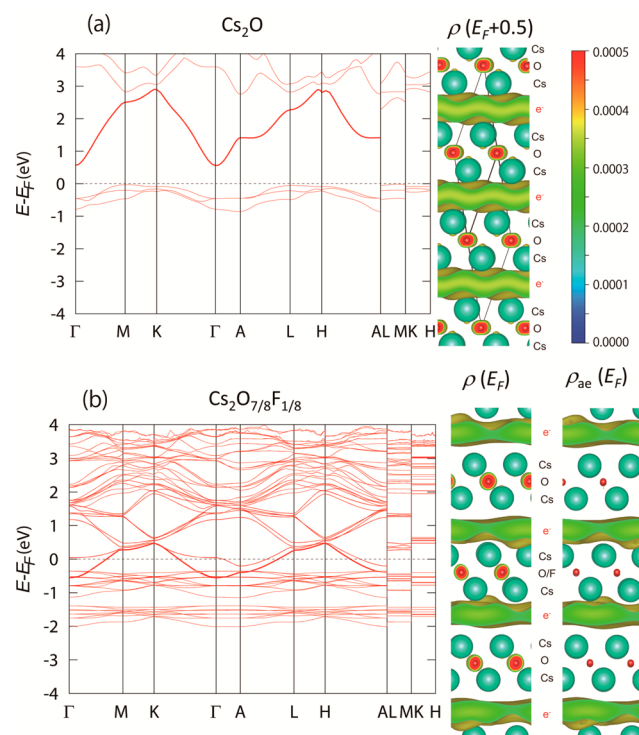 (a) Cs2O ρ (EF+0.5)
4
3
2
1
0
-1
-2
-3
4
E-EF(eV)
Γ M K Γ A L H AL MK H
Cs
O
Cs
e-
Cs
O
Cs
e-
Cs
O
Cs
e-
Cs
O
Cs
0.0005
0.0004
0.0003
0.0002
0.0001
0.0000
(b) Cs2O7/8F1/8 ρ (EF) ρae (EF)
4
3
2
1
0
-1
-2
-3
-4
E-EF(eV)
Γ M K Γ A L H AL MK H
e-
Cs
O
Cs
e-
Cs
O/F
Cs
e-
Cs
O
Cs
e-